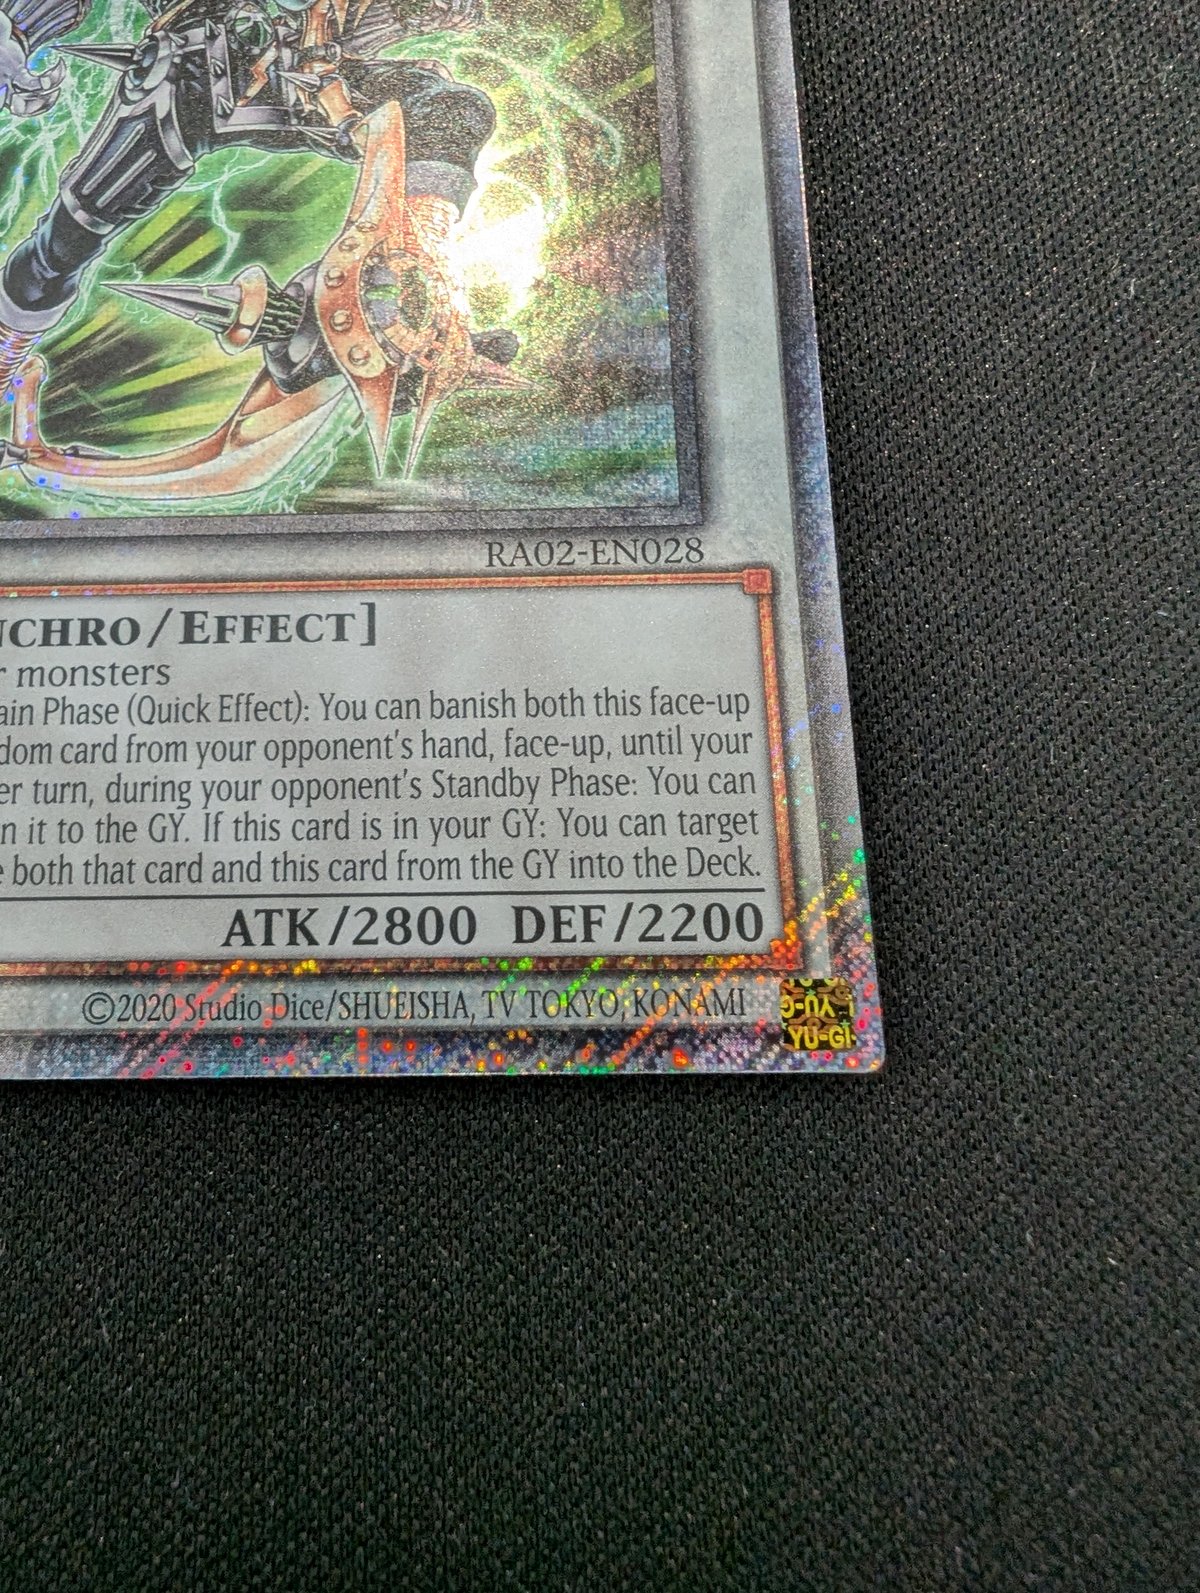 RA02-EN028
NCHRO/EFFECT]
r monsters
ain Phase (Quick Effect): You can banish both this face-up
dom card from your opponent's hand, face-up, until your
er turn, during your opponent's Standby Phase: You can
n it to the GY. If this card is in your GY: You can target
e both that card and this card from the GY into the Deck.
ATK/2800 DEF/2200
©2020 Studio Dice/SHUEISHA, TV TOKYO, KONAMI
YU-GI-